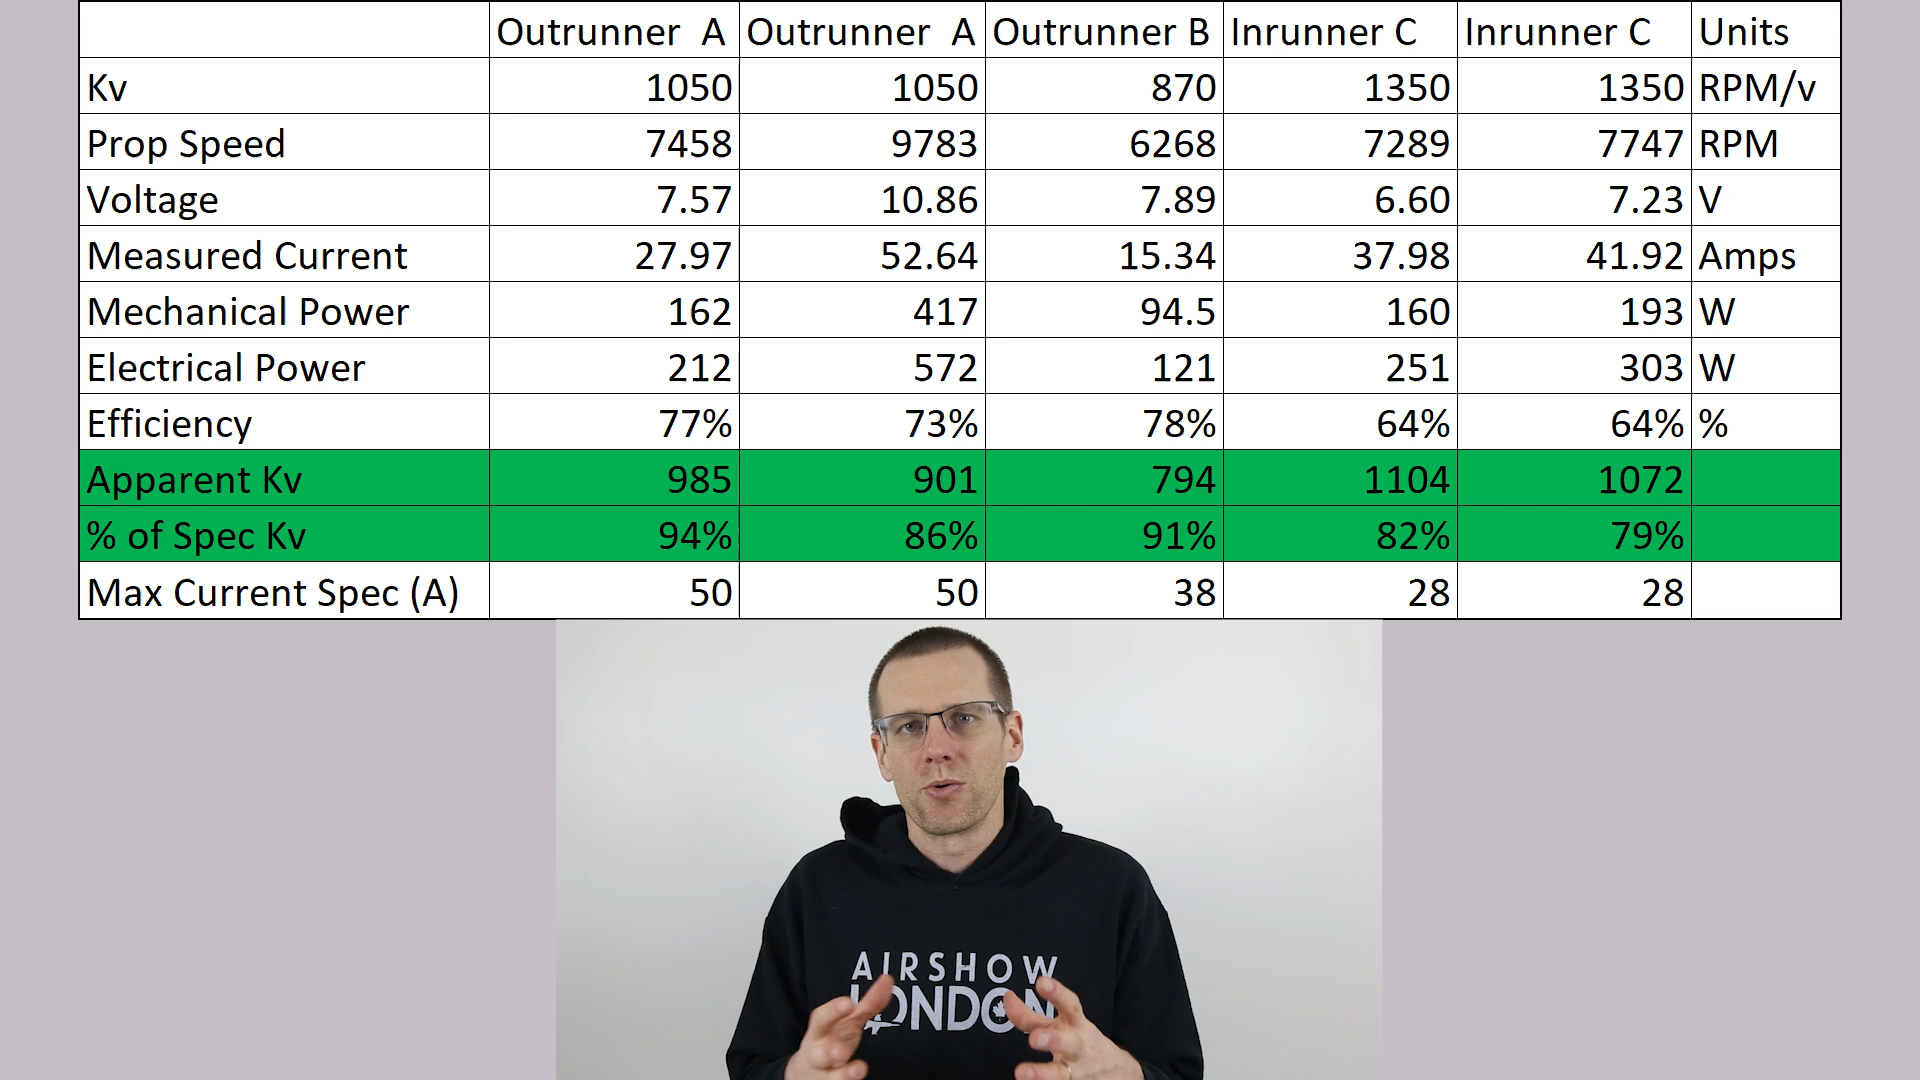 Outrunner A Outrunner A Outrunner B Inrunner C Inrunner C Units
Kv 1050 1050 870 1350 1350 RPM/v
Prop Speed 7458 9783 6268 7289 7747 RPM
Voltage 7.57 10.86 7.89 6.60 7.23 V
Measured Current 27.97 52.64 15.34 37.98 41.92 Amps
Mechanical Power 162 417 94.5 160 193 W
Electrical Power 212 572 121 251 303 W
Efficiency 77% 73% 78% 64% 64% %
Apparent Kv 985 901 794 1104 1072
% of Spec Kv 94% 86% 91% 82% 79%
Max Current Spec (A) 50 50 38 28 28
AIRSHOW
LONDON